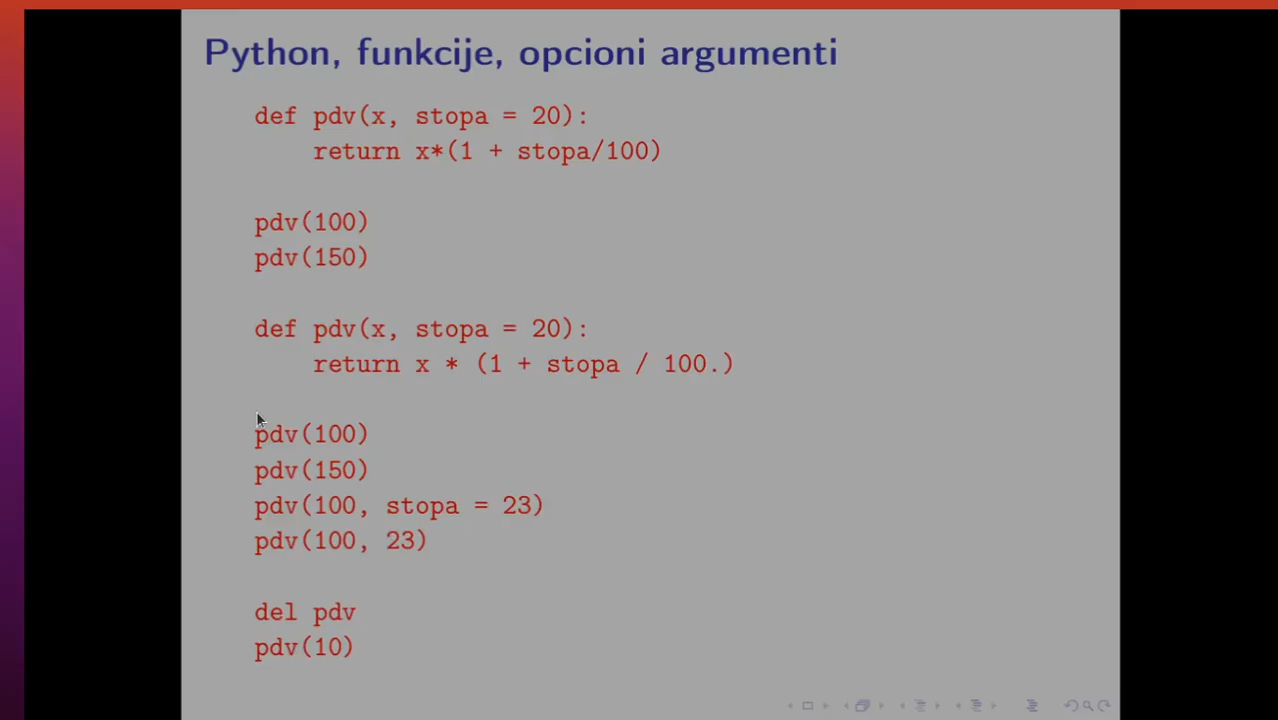 Python, funkcije, opcioni argumenti
def pdv(x, stopa = 20):
    return x*(1 + stopa/100)
pdv(100)
pdv(150)
def pdv(x, stopa = 20):
    return x * (1 + stopa / 100.)
pdv(100)
pdv(150)
pdv(100, stopa = 23)
pdv(100, 23)
del pdv
pdv(10)